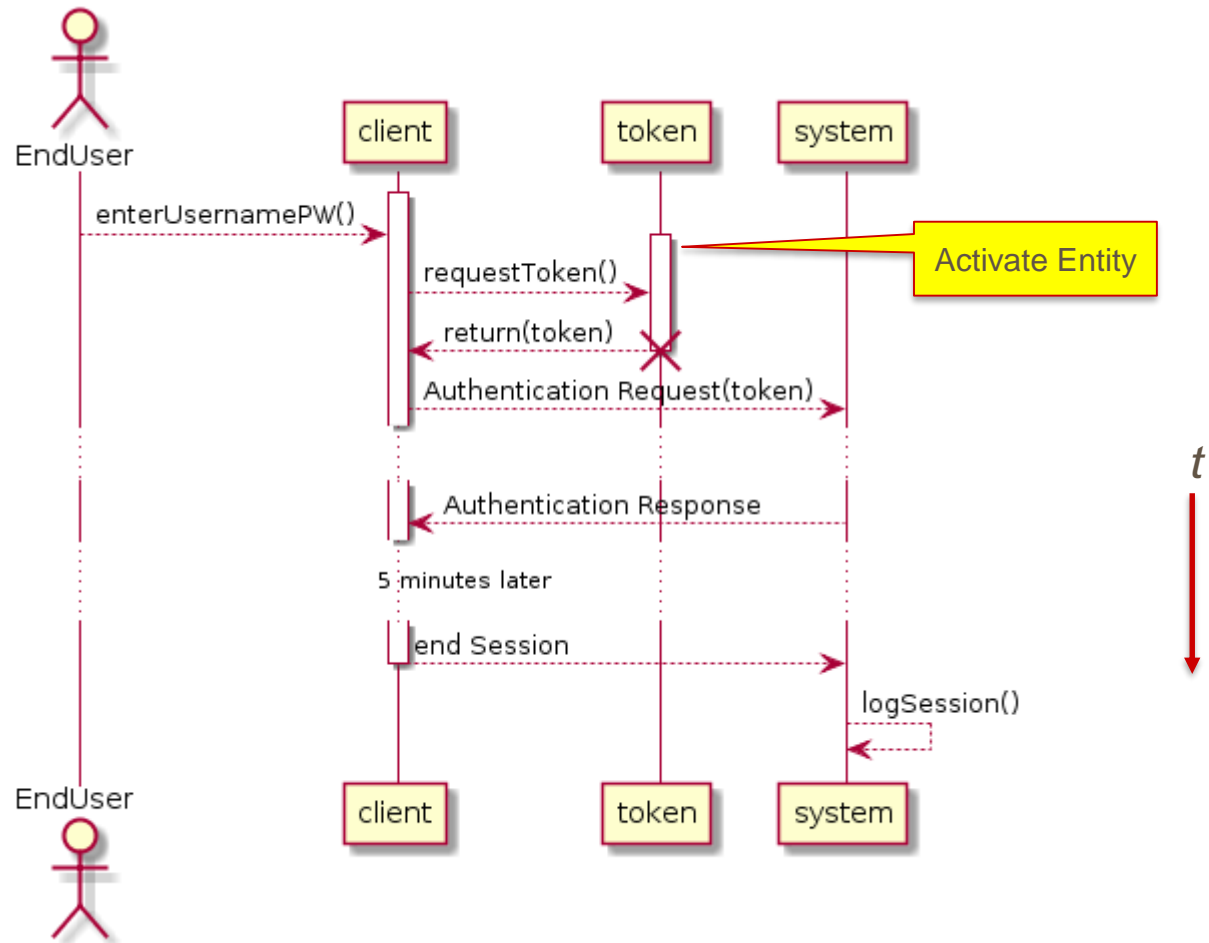 EndUser
client
token
system
enterUsernamePW()
Activate Entity
requestToken()
return(token)
Authentication Request(token)
t
Authentication Response
5 minutes later
end Session
logSession()
EndUser
client
token
system